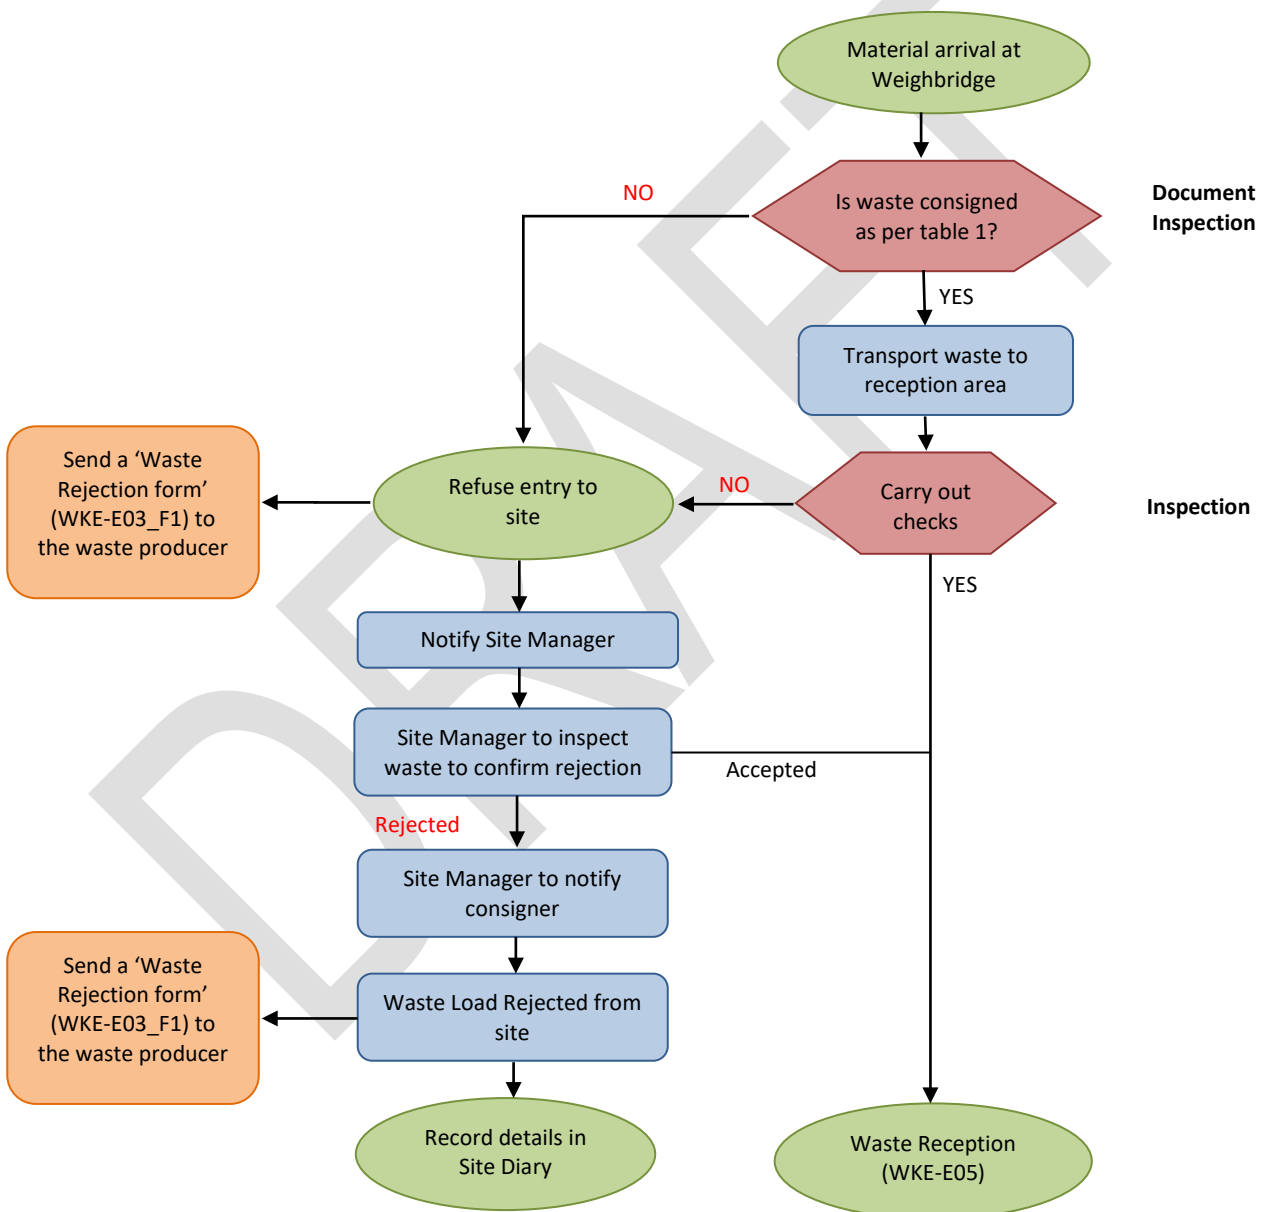 Material arrival at
Weighbridge
Is waste consigned
as per table 1?
Document
Inspection
NO
YES
Transport waste to
reception area
Send a ‘Waste
Rejection form’
(WKE-E03_F1) to
the waste producer
Refuse entry to
site
NO
Carry out
checks
Inspection
YES
Notify Site Manager
Site Manager to inspect
waste to confirm rejection
Accepted
Rejected
Site Manager to notify
consigner
Send a ‘Waste
Rejection form’
(WKE-E03_F1) to
the waste producer
Waste Load Rejected from
site
Record details in
Site Diary
Waste Reception
(WKE-E05)
DRAFT